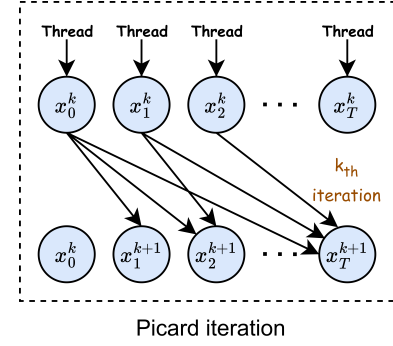 Thread Thread Thread Thread
x_0^k x_1^k x_2^k ... x_T^k
k_th
iteration
x_0^k x_1^{k+1} x_2^{k+1} ... x_T^{k+1}
Picard iteration